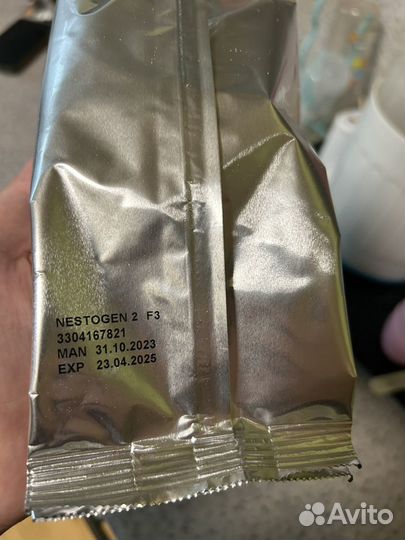 NESTOGEN 2 F3
3304167821
MAN 31.10.2023
EXP 23.04.2025
Avito